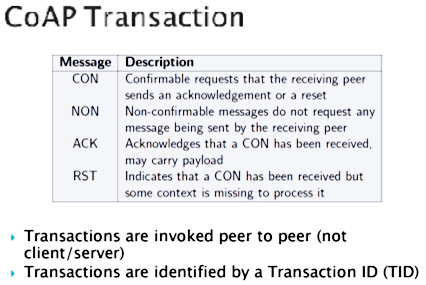 CoAP Transaction
Message Description
CON Confirmable requests that the receiving peer
sends an acknowledgement or a reset
NON Non-confirmable messages do not request any
message being sent by the receiving peer
ACK Acknowledges that a CON has been received,
may carry payload
RST Indicates that a CON has been received but
some context is missing to process it
Transactions are invoked peer to peer (not
client/server)
Transactions are identified by a Transaction ID (TID)